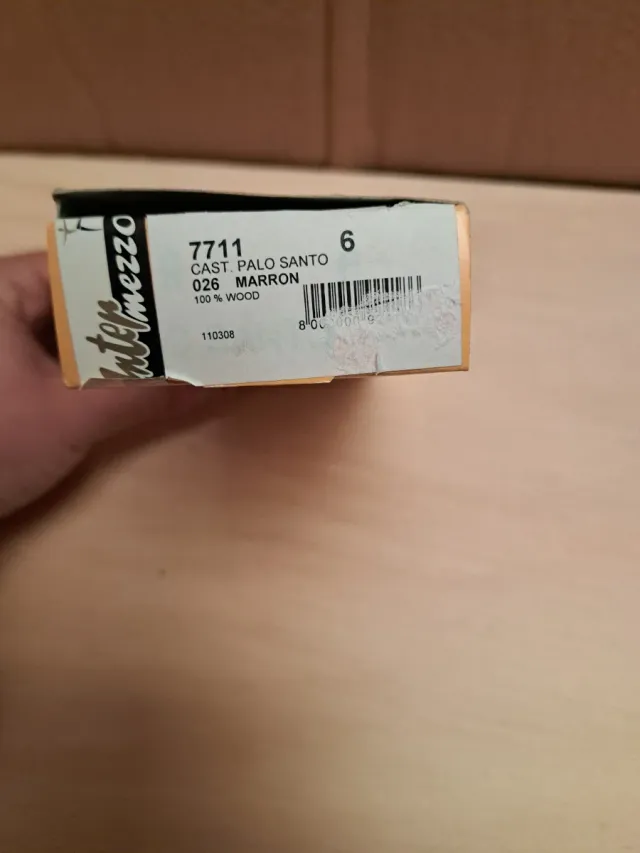 Intermezzo
7711 6
CAST. PALO SANTO
026 MARRON
100 % WOOD
110308